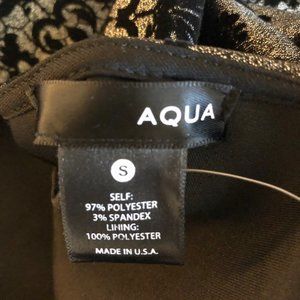 AQUA
S
SELF:
97% POLYESTER
3% SPANDEX
LINING:
100% POLYESTER
MADE IN U.S.A.